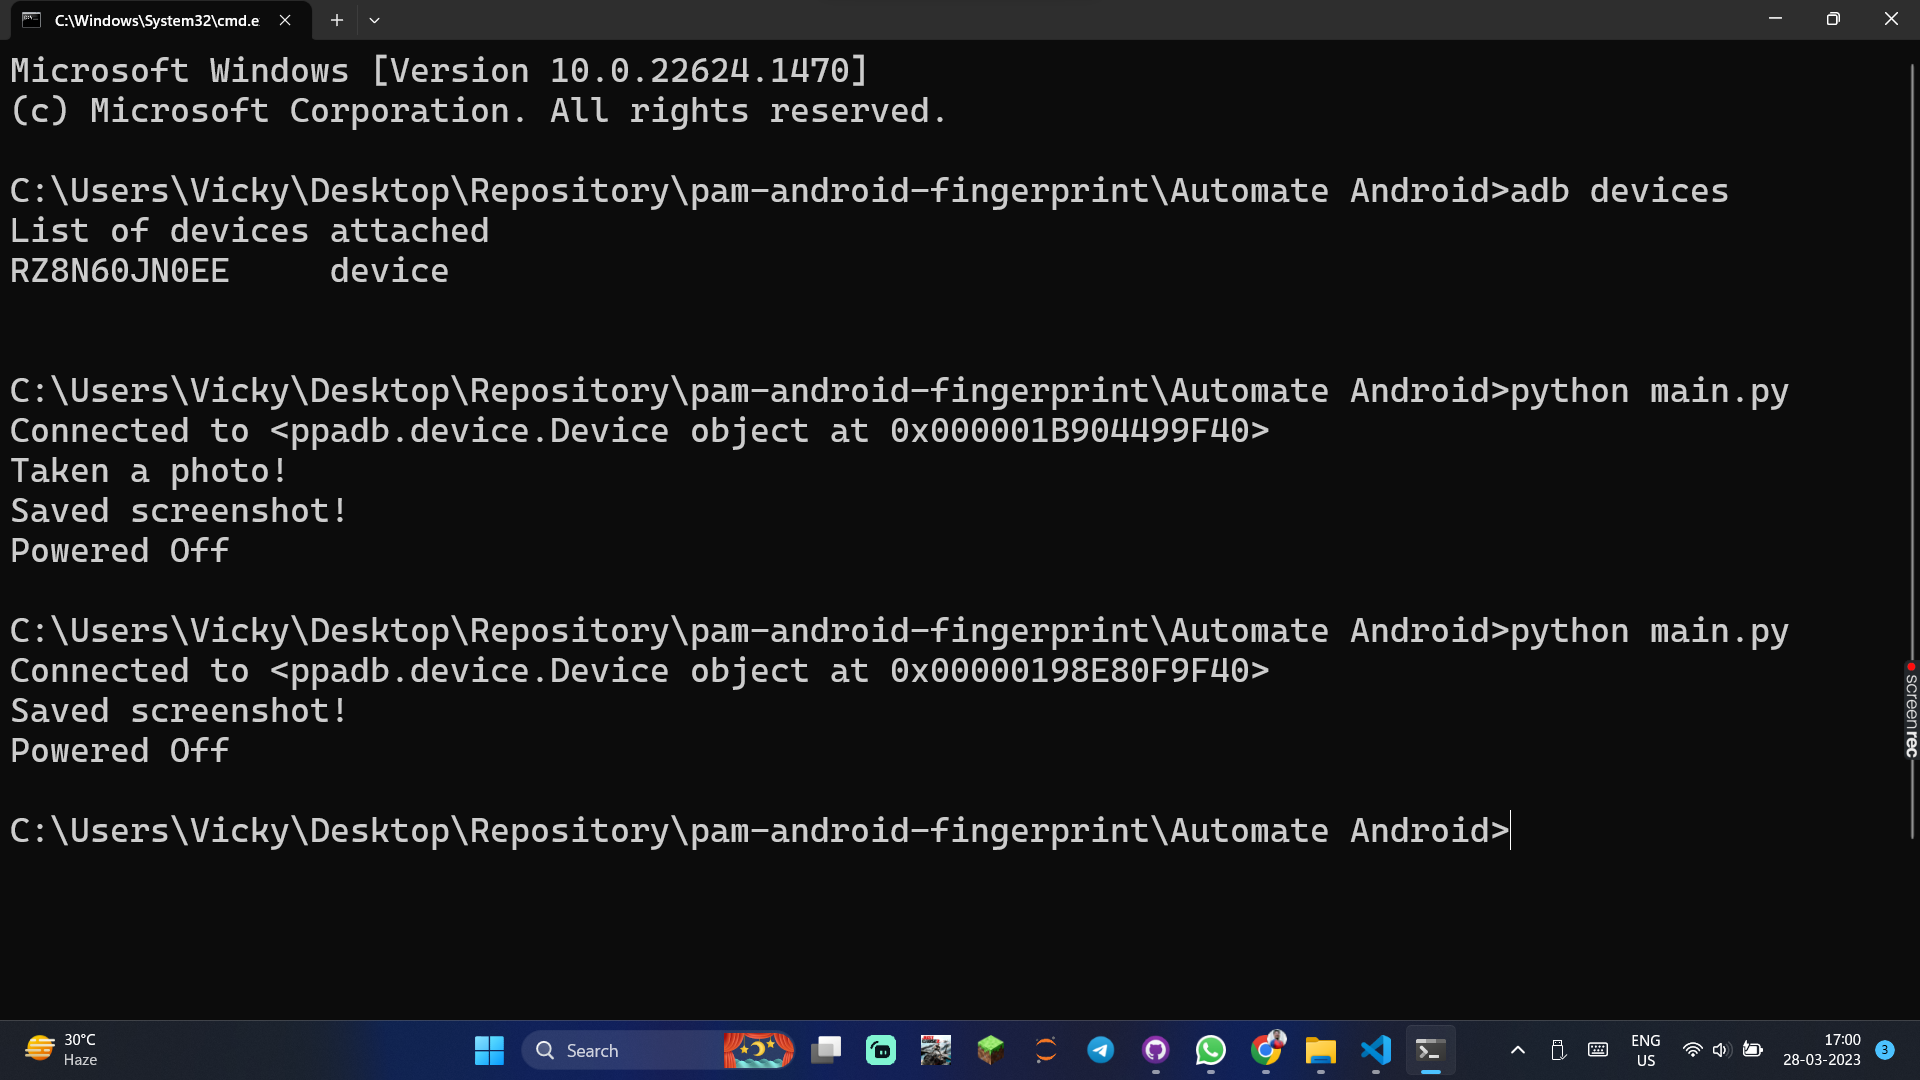 C:\Windows\System32\cmd.e
Microsoft Windows [Version 10.0.22624.1470]
(c) Microsoft Corporation. All rights reserved.
C:\Users\Vicky\Desktop\Repository\pam-android-fingerprint\Automate Android>adb devices
List of devices attached
RZ8N60JN0EE device
C:\Users\Vicky\Desktop\Repository\pam-android-fingerprint\Automate Android>python main.py
Connected to <ppadb.device.Device object at 0x000001B904499F40>
Taken a photo!
Saved screenshot!
Powered Off
C:\Users\Vicky\Desktop\Repository\pam-android-fingerprint\Automate Android>python main.py
Connected to <ppadb.device.Device object at 0x00000198E80F9F40>
Saved screenshot!
Powered Off
C:\Users\Vicky\Desktop\Repository\pam-android-fingerprint\Automate Android>
screenrec
30°C
Haze
Search
ENG
US
17:00
28-03-2023
3